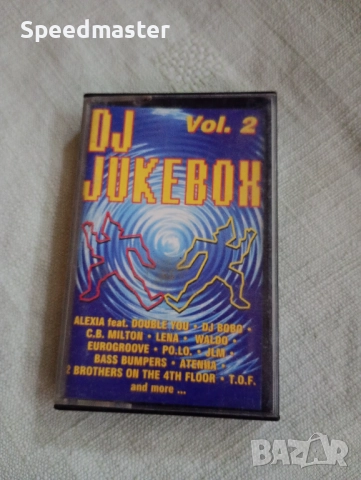 Speedmaster
DJ Vol. 2
JUKEBOX
ALEXIA feat. DOUBLE YOU • DJ BOBO •
C.B. MILTON • LENA • WALDO •
EUROGROOVE • PO.LO. • JLM •
BASS BUMPERS • ATENHA •
2 BROTHERS ON THE 4TH FLOOR • T.O.F.
and more ...
BAZAR